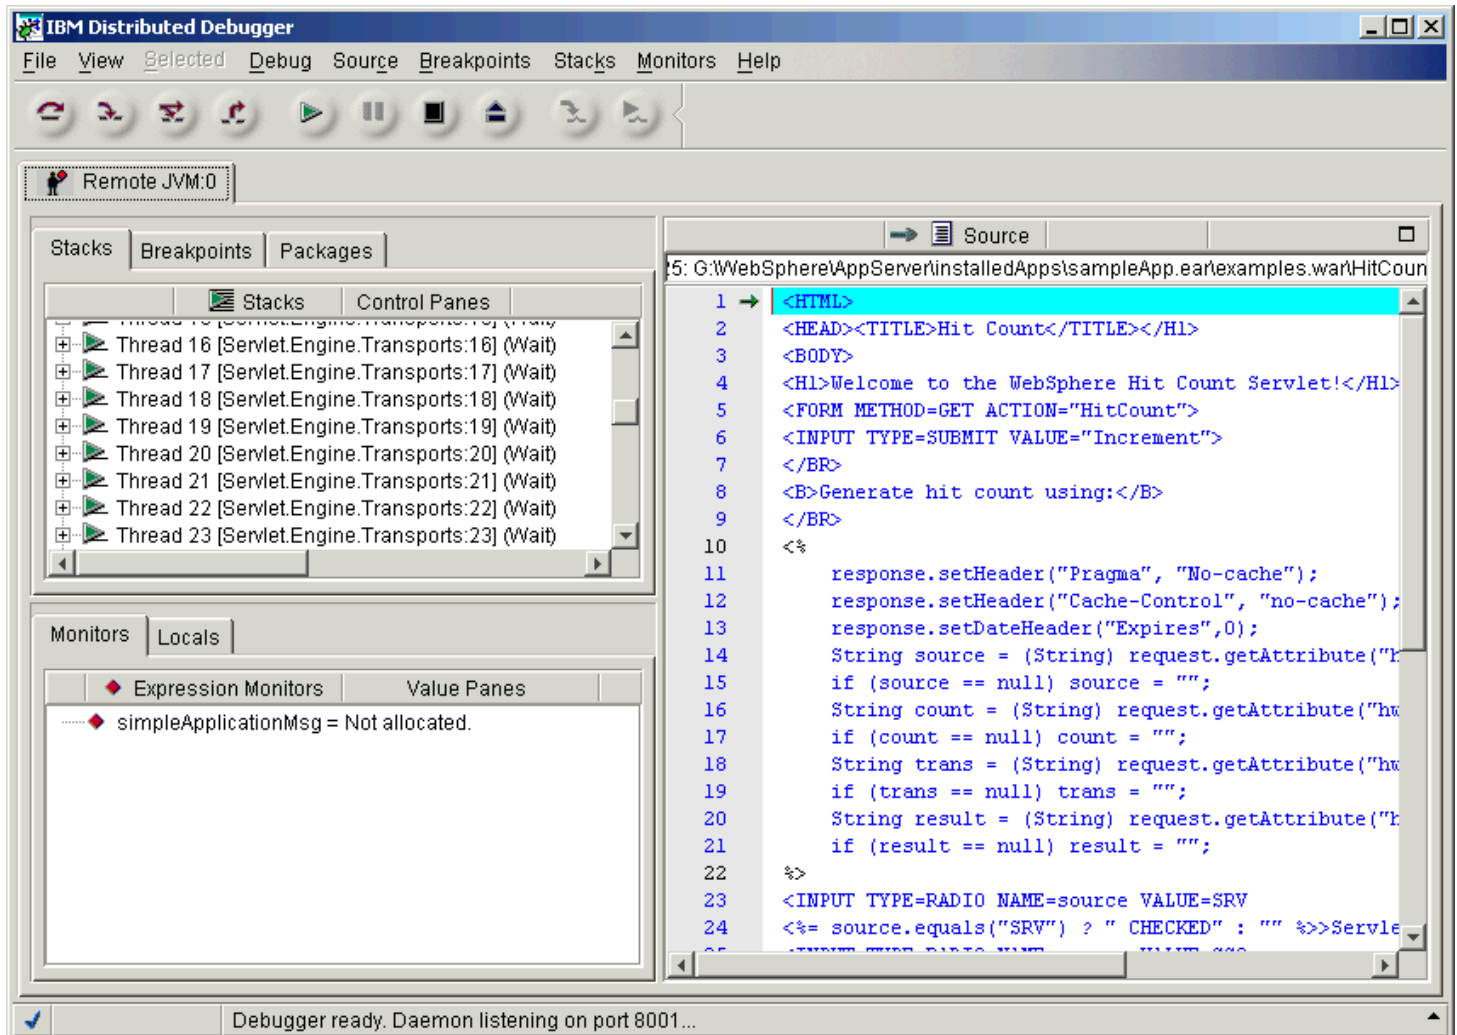 IBM Distributed Debugger
File View Selected Debug Source Breakpoints Stacks Monitors Help
Remote JVM:0
Stacks Breakpoints Packages
Stacks Control Panes
Thread 16 [Servlet.Engine.Transports:16] (Wait)
Thread 17 [Servlet.Engine.Transports:17] (Wait)
Thread 18 [Servlet.Engine.Transports:18] (Wait)
Thread 19 [Servlet.Engine.Transports:19] (Wait)
Thread 20 [Servlet.Engine.Transports:20] (Wait)
Thread 21 [Servlet.Engine.Transports:21] (Wait)
Thread 22 [Servlet.Engine.Transports:22] (Wait)
Thread 23 [Servlet.Engine.Transports:23] (Wait)
Monitors Locals
Expression Monitors Value Panes
simpleApplicationMsg = Not allocated.
Source
5: G:\WebSphere\AppServer\installedApps\sampleApp.ear\examples.war\HitCoun
1 <HTML>
2 <HEAD><TITLE>Hit Count</TITLE></H1>
3 <BODY>
4 <H1>Welcome to the WebSphere Hit Count Servlet!</H1>
5 <FORM METHOD=GET ACTION="HitCount">
6 <INPUT TYPE=SUBMIT VALUE="Increment">
7 </BR>
8 <B>Generate hit count using:</B>
9 </BR>
10 <%
11 response.setHeader("Pragma", "No-cache");
12 response.setHeader("Cache-Control", "no-cache");
13 response.setDateHeader("Expires",0);
14 String source = (String) request.getAttribute("h
15 if (source == null) source = "";
16 String count = (String) request.getAttribute("hw
17 if (count == null) count = "";
18 String trans = (String) request.getAttribute("hw
19 if (trans == null) trans = "";
20 String result = (String) request.getAttribute("h
21 if (result == null) result = "";
22 %>
23 <INPUT TYPE=RADIO NAME=source VALUE=SRV
24 <%= source.equals("SRV") ? " CHECKED" : "" %>>Servle
Debugger ready. Daemon listening on port 8001...